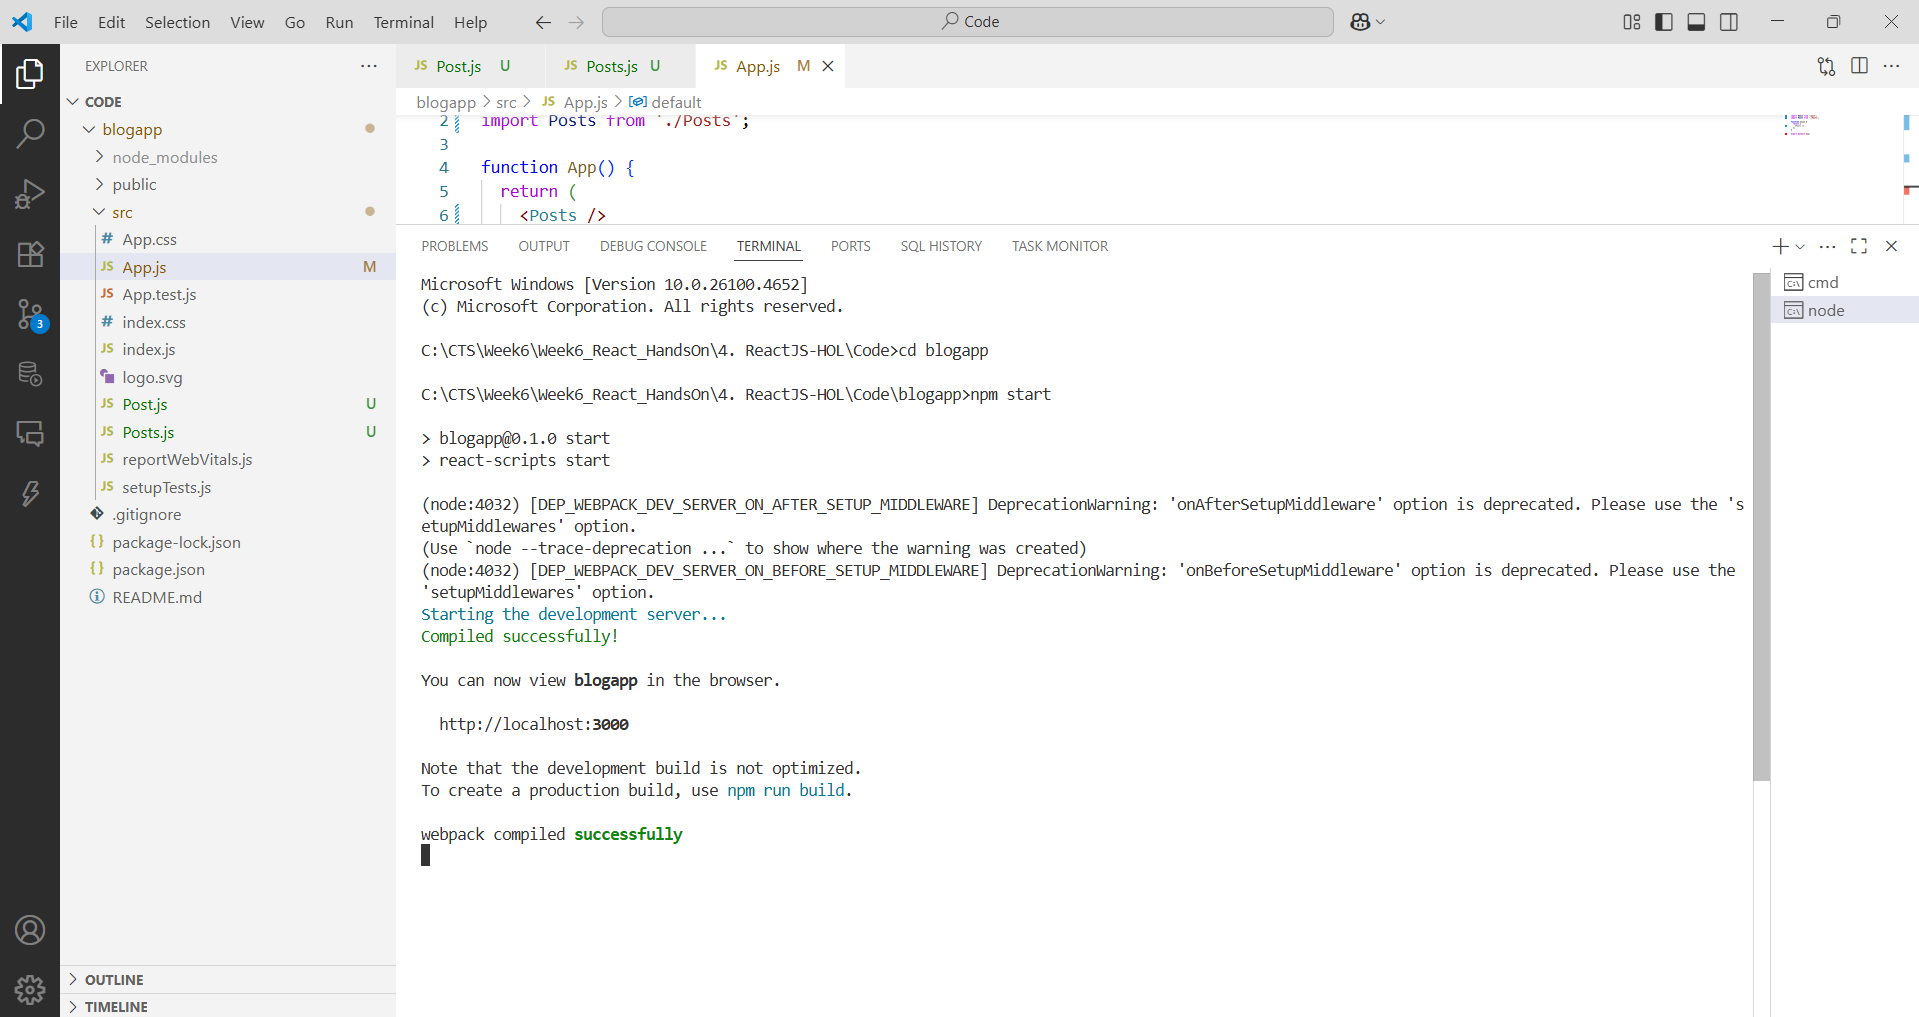 File Edit Selection View Go Run Terminal Help
Code
EXPLORER
CODE
blogapp
node_modules
public
src
App.css
App.js M
App.test.js
index.css
index.js
logo.svg
Post.js U
Posts.js U
reportWebVitals.js
setupTests.js
.gitignore
package-lock.json
package.json
README.md
OUTLINE
TIMELINE
3
JS Post.js U JS Posts.js U JS App.js M
blogapp > src > JS App.js > default
2 import Posts from './Posts';
3
4 function App() {
5 return (
6 <Posts />
PROBLEMS OUTPUT DEBUG CONSOLE TERMINAL PORTS SQL HISTORY TASK MONITOR
Microsoft Windows [Version 10.0.26100.4652]
(c) Microsoft Corporation. All rights reserved.
C:\CTS\Week6\Week6_React_HandsOn\4. ReactJS-HOL\Code>cd blogapp
C:\CTS\Week6\Week6_React_HandsOn\4. ReactJS-HOL\Code\blogapp>npm start
> blogapp@0.1.0 start
> react-scripts start
(node:4032) [DEP_WEBPACK_DEV_SERVER_ON_AFTER_SETUP_MIDDLEWARE] DeprecationWarning: 'onAfterSetupMiddleware' option is deprecated. Please use the 's
etupMiddlewares' option.
(Use `node --trace-deprecation ...` to show where the warning was created)
(node:4032) [DEP_WEBPACK_DEV_SERVER_ON_BEFORE_SETUP_MIDDLEWARE] DeprecationWarning: 'onBeforeSetupMiddleware' option is deprecated. Please use the
'setupMiddlewares' option.
Starting the development server...
Compiled successfully!
You can now view blogapp in the browser.
http://localhost:3000
Note that the development build is not optimized.
To create a production build, use npm run build.
webpack compiled successfully
cmd
node